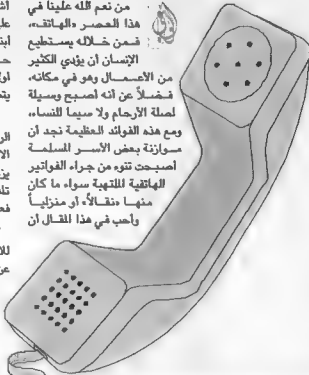 من نعم الله علينا في
هذا العصر «الهاتف»،
فمن خلاله يستطيع
الإنسان أن يؤدي الكثير
من الأعمال وهو في مكانه،
فضلاً عن أنه أصبح وسيلة
لصلة الأرحام ولا سيما للنساء،
ومع هذه الفوائد العظيمة نجد أن
موازنة بعض الأسر المسلمة
أصبحت تنوء من جراء الفواتير
الهاتفية الملتهبة سواء ما كان
منها «نقالاً» أو منزلياً
وأحب في هذا المقال أن